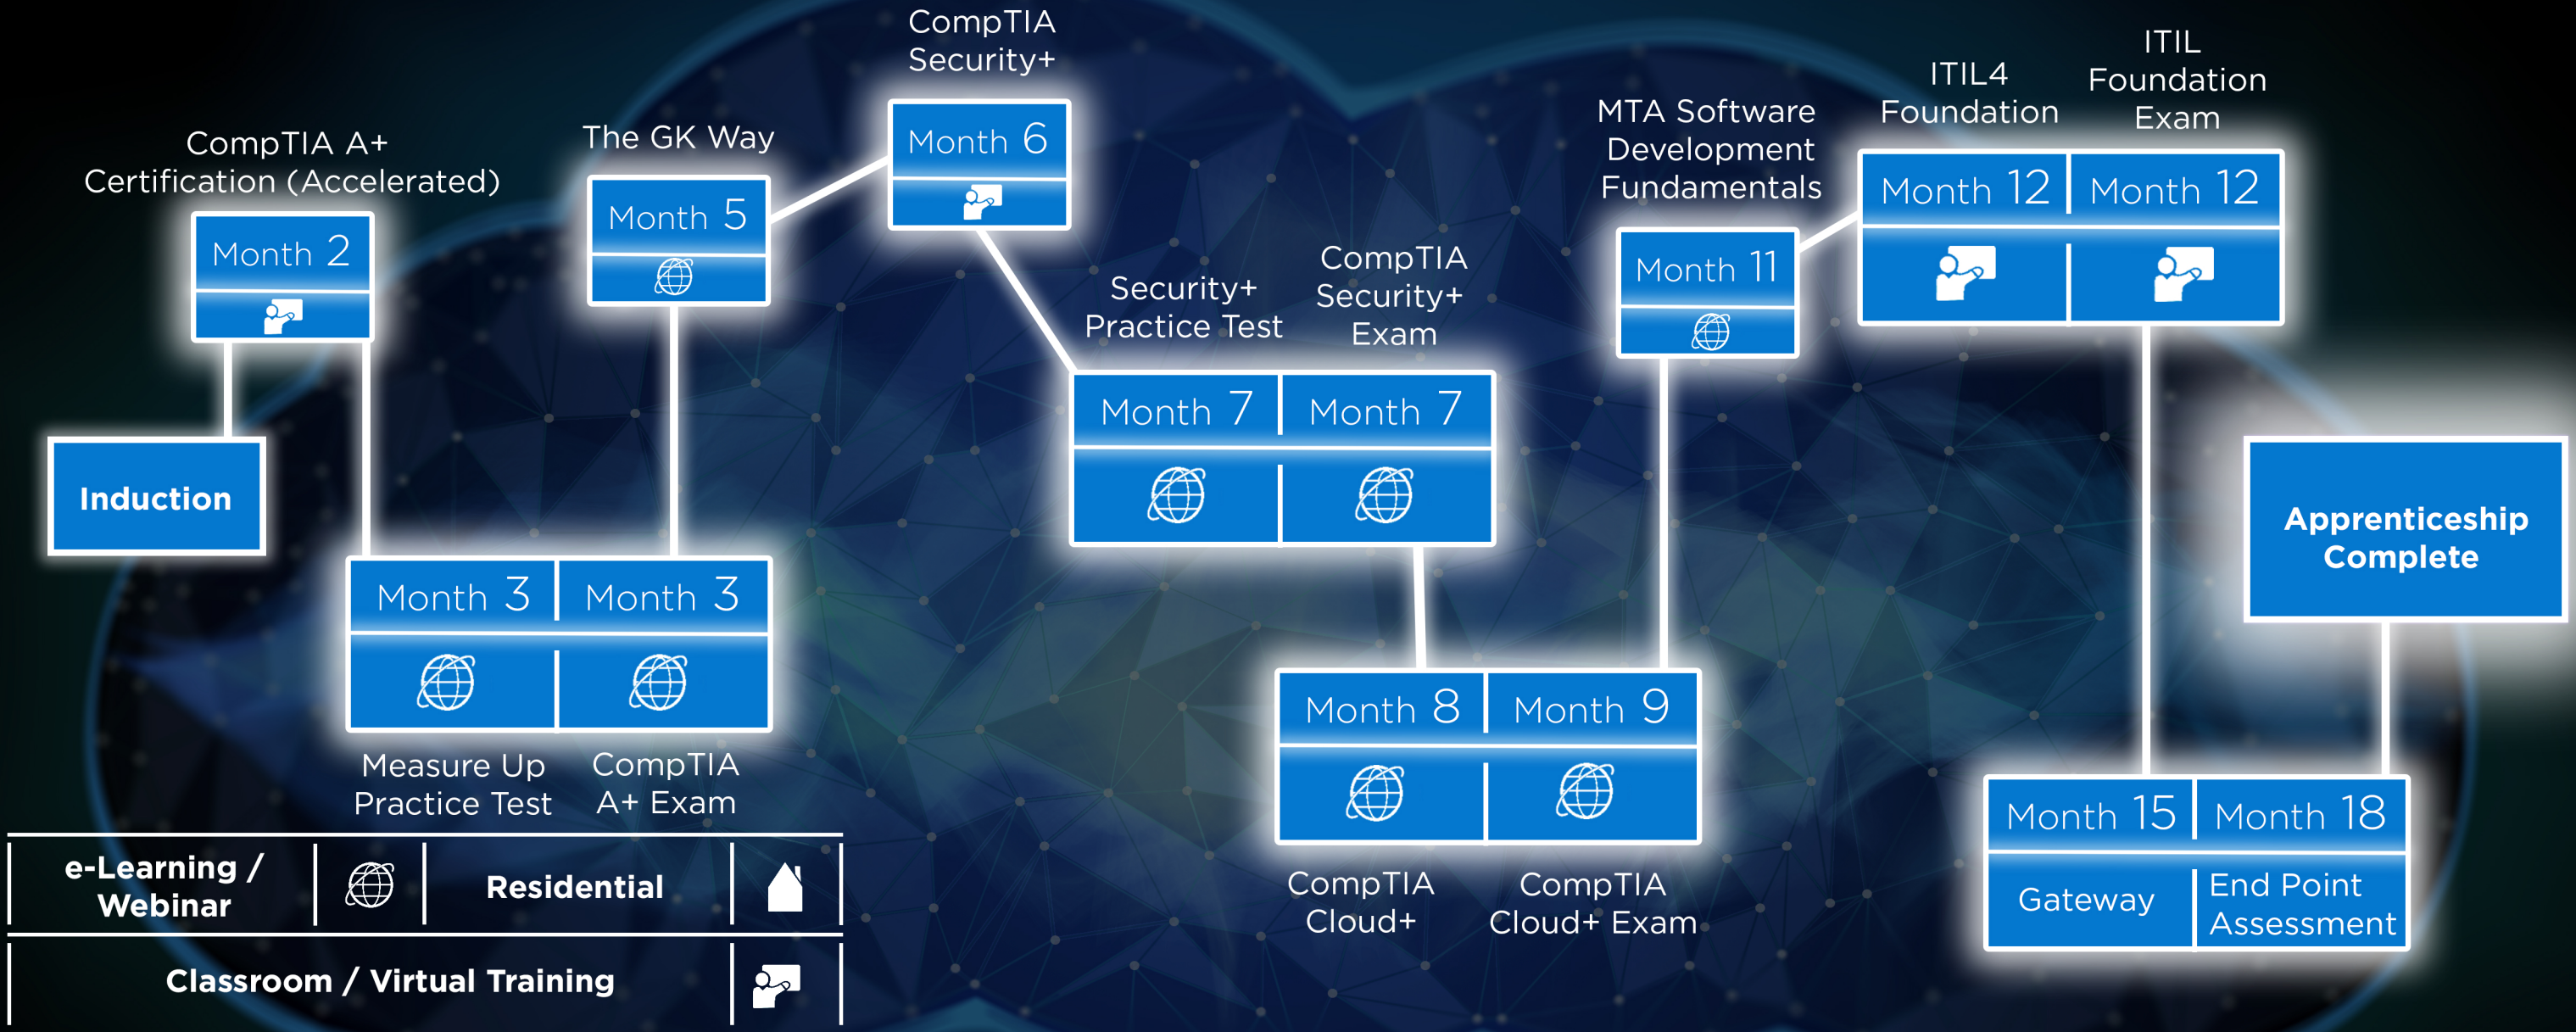 CompTIA A+
Certification (Accelerated)
Month 2
Induction
Month 3
Month 3
Measure Up
Practice Test
CompTIA
A+ Exam
The GK Way
Month 5
CompTIA
Security+
Month 6
Security+
Practice Test
CompTIA
Security+
Exam
Month 7
Month 7
Month 8
Month 9
CompTIA
Cloud+
CompTIA
Cloud+ Exam
MTA Software
Development
Fundamentals
Month 11
ITIL4
Foundation
ITIL
Foundation
Exam
Month 12
Month 12
Month 15
Month 18
Gateway
End Point
Assessment
Apprenticeship
Complete
e-Learning /
Webinar
Residential
Classroom / Virtual Training